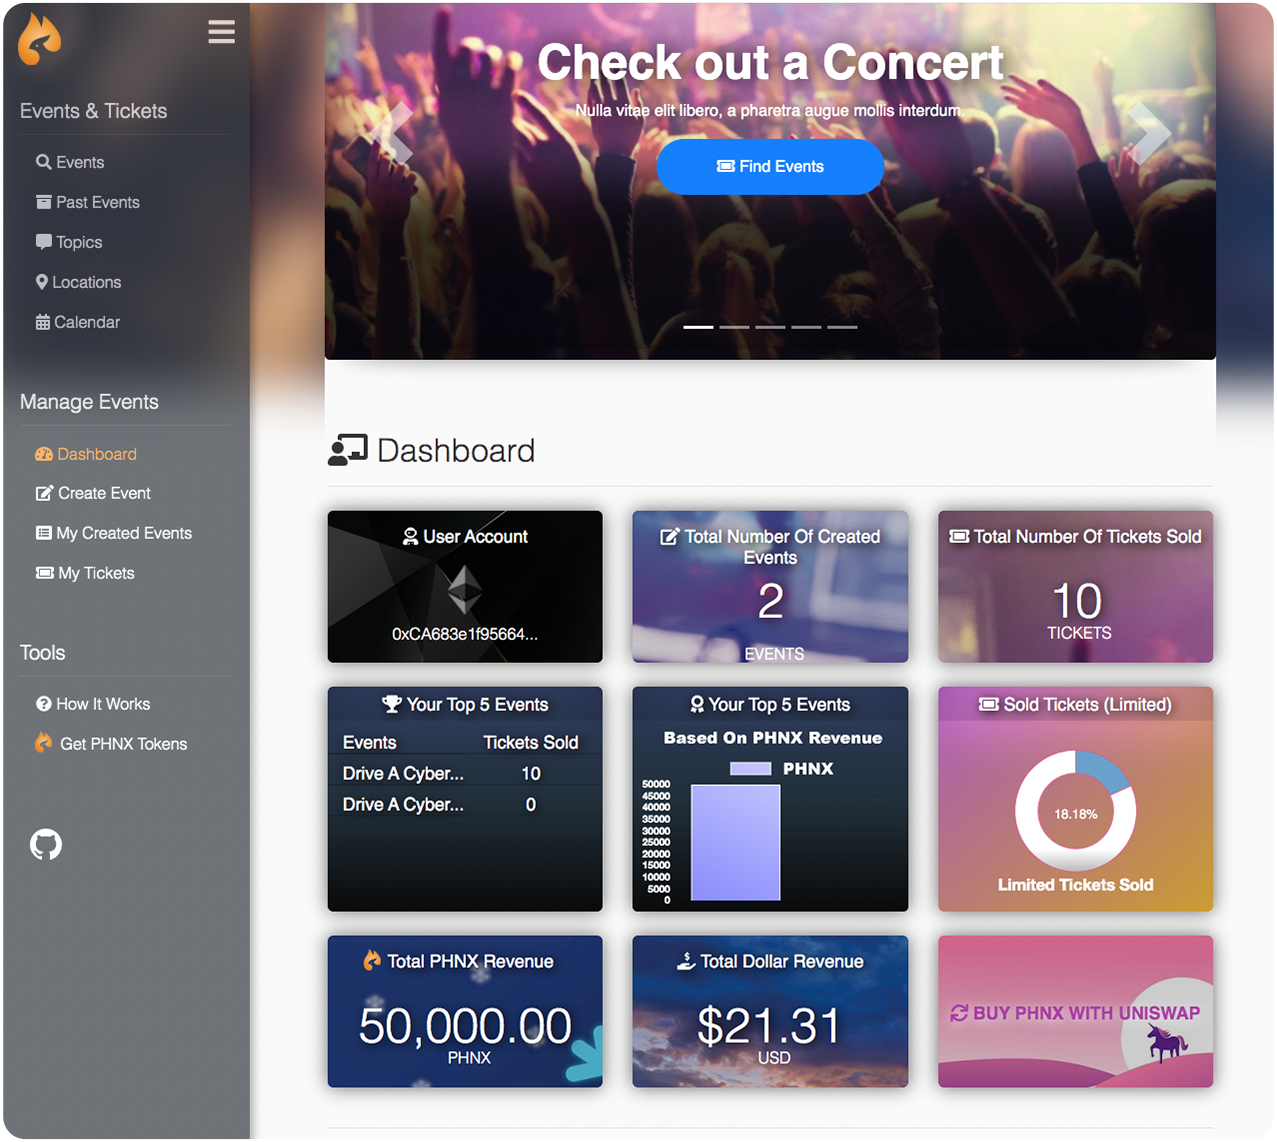 Events & Tickets
Events
Past Events
Topics
Locations
Calendar
Manage Events
Dashboard
Create Event
My Created Events
My Tickets
Tools
How It Works
Get PHNX Tokens
Check out a Concert
Nulla vitae elit libero, a pharetra augue mollis interdum.
Find Events
Dashboard
User Account
0xCA683e1f95664...
Total Number Of Created
Events
2
EVENTS
Total Number Of Tickets Sold
10
TICKETS
Your Top 5 Events
Events Tickets Sold
Drive A Cyber... 10
Drive A Cyber... 0
Your Top 5 Events
Based On PHNX Revenue
PHNX
50000
45000
40000
35000
30000
25000
20000
15000
10000
5000
0
Sold Tickets (Limited)
18.18%
Limited Tickets Sold
Total PHNX Revenue
50,000.00
PHNX
Total Dollar Revenue
$21.31
USD
BUY PHNX WITH UNISWAP